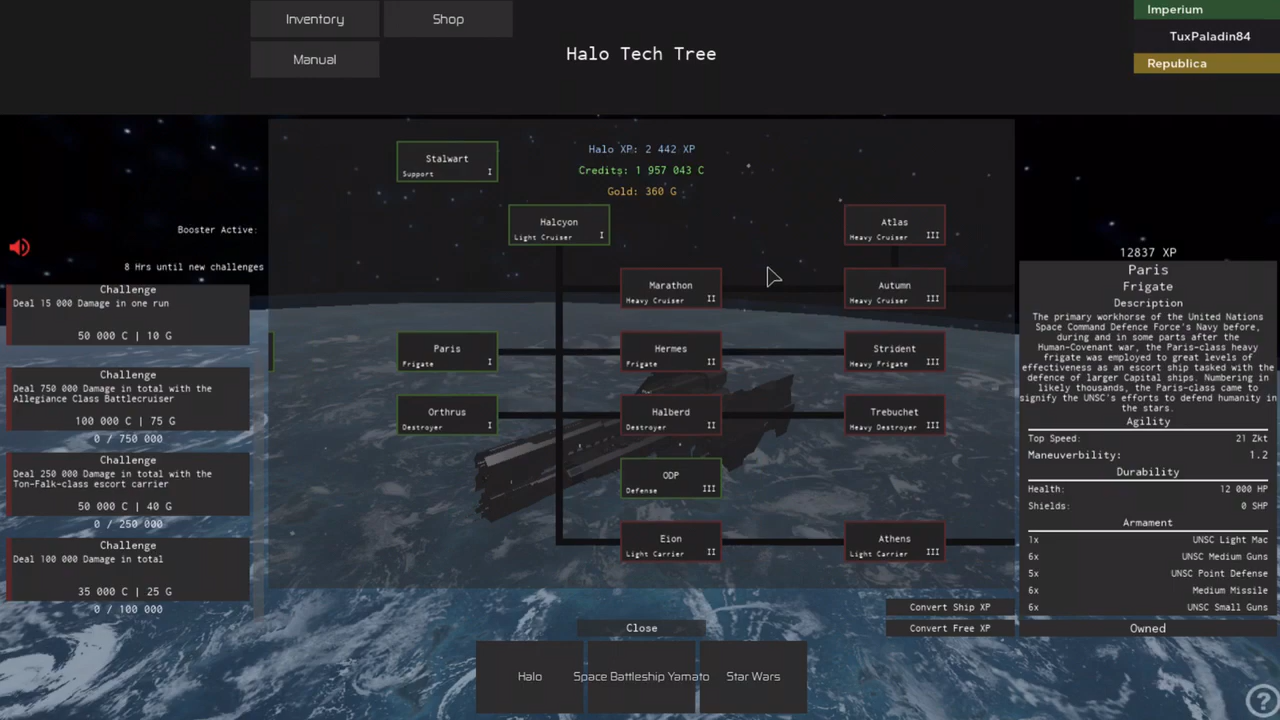 Inventory
Shop
Manual
Halo Tech Tree
Imperium
TuxPaladin84
Republica
Booster Active:
8 Hrs until new challenges
Challenge
Deal 15 000 Damage in one run
50 000 C | 10 G
Challenge
Deal 750 000 Damage in total with the
Allegiance Class Battlecruiser
100 000 C | 75 G
0 / 750 000
Challenge
Deal 250 000 Damage in total with the
Ton-Falk-class escort carrier
50 000 C | 40 G
0 / 250 000
Challenge
Deal 100 000 Damage in total
35 000 C | 25 G
0 / 100 000
Halo XP: 2 442 XP
Credits: 1 957 043 C
Gold: 360 G
Stalwart
Support I
Halcyon
Light Cruiser I
Atlas
Heavy Cruiser III
Marathon
Heavy Cruiser II
Autumn
Heavy Cruiser III
Paris
Frigate I
Hermes
Frigate II
Strident
Heavy Frigate III
Orthrus
Destroyer I
Halberd
Destroyer II
Trebuchet
Heavy Destroyer III
ODP
Defense III
Eion
Light Carrier II
Athens
Light Carrier III
Convert Ship XP
Convert Free XP
Close
Halo
Space Battleship Yamato
Star Wars
12837 XP
Paris
Frigate
Description
The primary workhorse of the United Nations
Space Command Defence Force's Navy before,
during and in some parts after the
Human-Covenant war, the Paris-class heavy
frigate was employed to great levels of
effectiveness as an escort ship tasked with the
defence of larger Capital ships. Numbering in
likely thousands, the Paris-class came to
signify the UNSC's efforts to defend humanity in
the stars.
Agility
Top Speed: 21 Zkt
Maneuverbility: 1.2
Durability
Health: 12 000 HP
Shields: 0 SHP
Armament
1x UNSC Light Mac
6x UNSC Medium Guns
5x UNSC Point Defense
6x Medium Missile
6x UNSC Small Guns
Owned
?